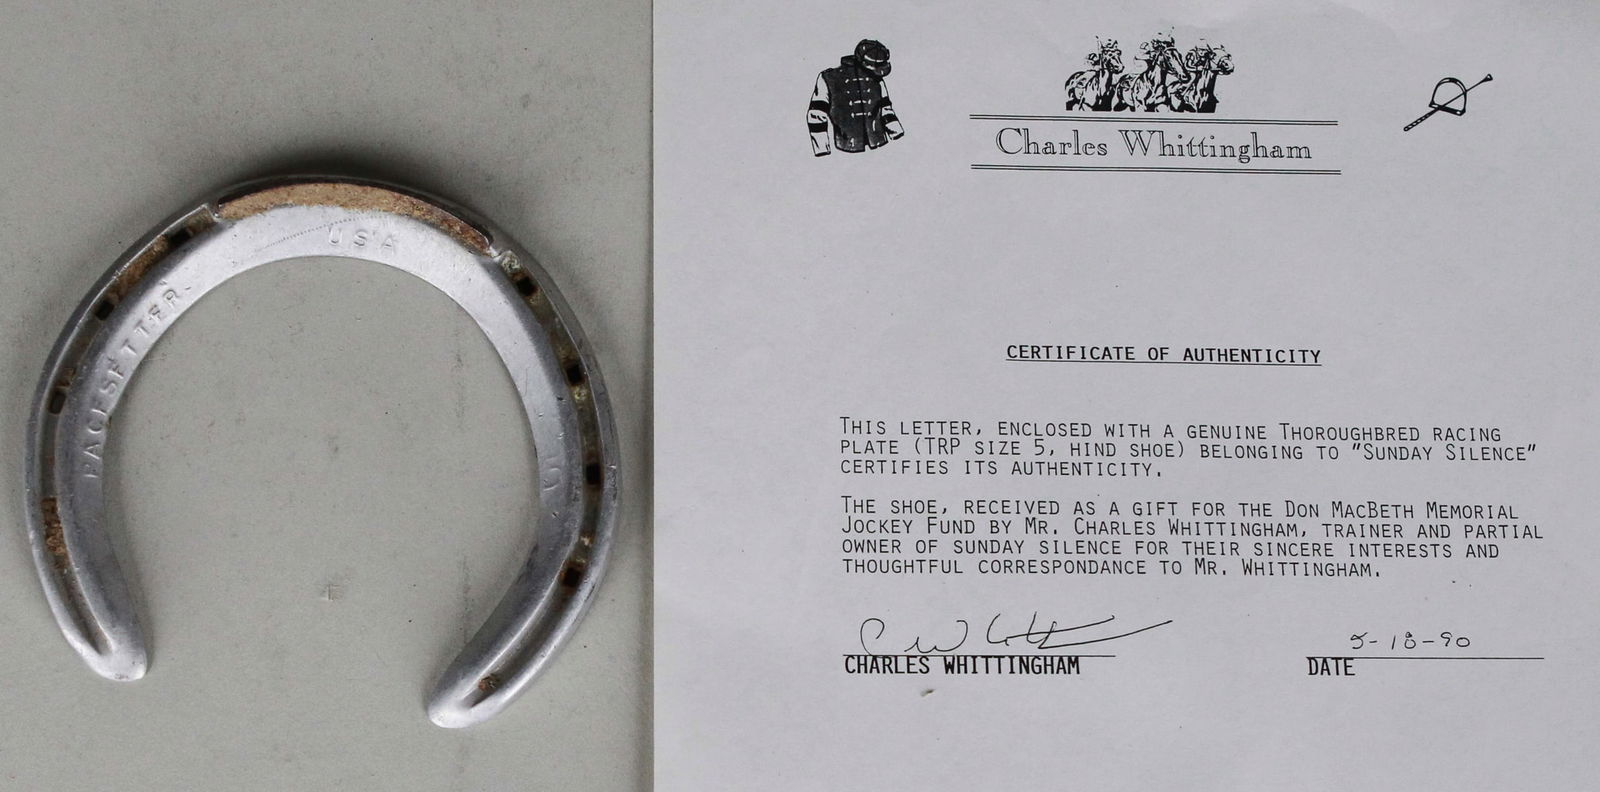 USA
PACESETTER
Charles Whittingham
CERTIFICATE OF AUTHENTICITY
THIS LETTER, ENCLOSED WITH A GENUINE THOROUGHBRED RACING
PLATE (TRP SIZE 5, HIND SHOE) BELONGING TO "SUNDAY SILENCE"
CERTIFIES ITS AUTHENTICITY.
THE SHOE, RECEIVED AS A GIFT FOR THE DON MACBETH MEMORIAL
JOCKEY FUND BY MR. CHARLES WHITTINGHAM, TRAINER AND PARTIAL
OWNER OF SUNDAY SILENCE FOR THEIR SINCERE INTERESTS AND
THOUGHTFUL CORRESPONDANCE TO MR. WHITTINGHAM.
5-18-90
CHARLES WHITTINGHAM DATE